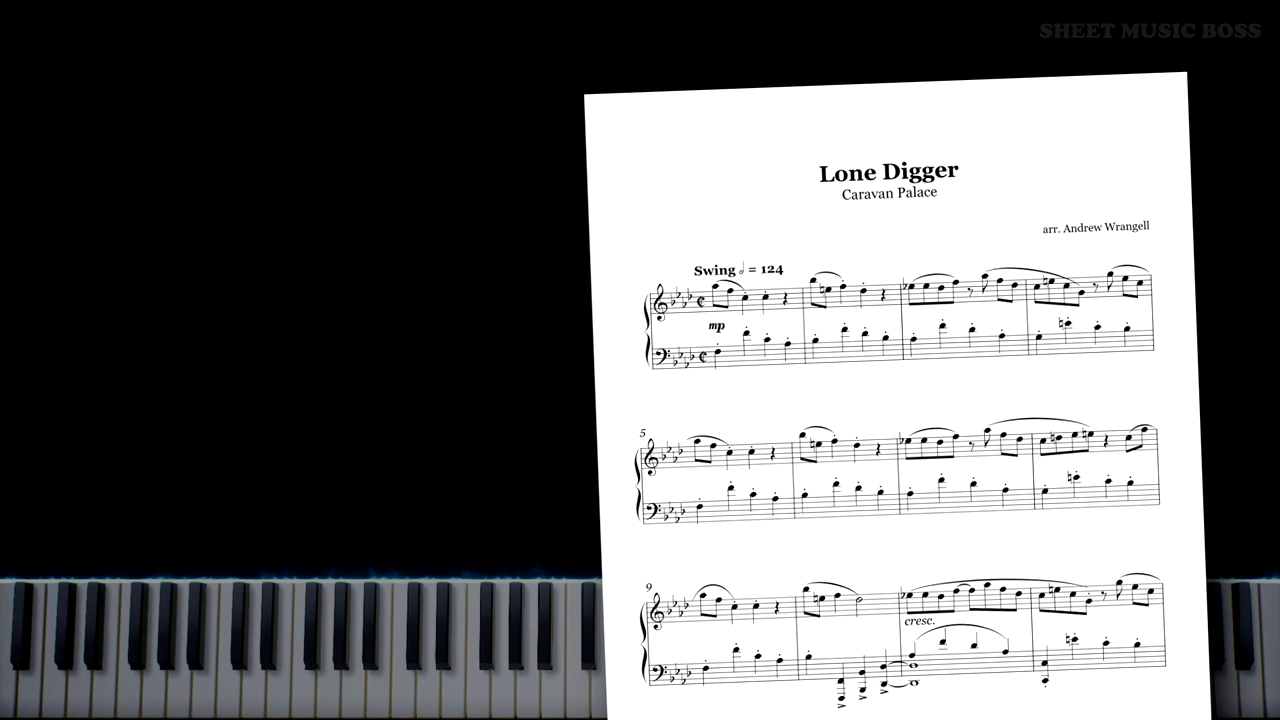 SHEET MUSIC BOSS
Lone Digger
Caravan Palace
arr. Andrew Wrangell
Swing 𝅗𝅥 = 124
mp
5
9
cresc.